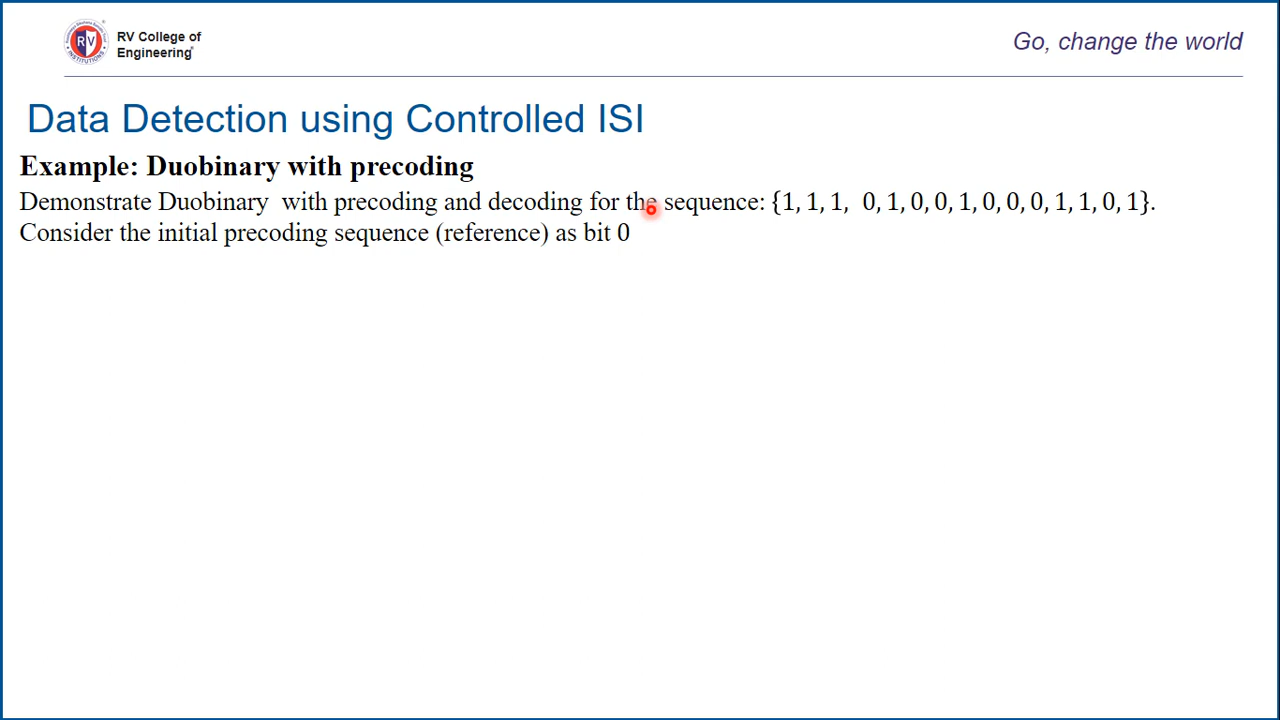 RV College of
Engineering
Go, change the world
Data Detection using Controlled ISI
Example: Duobinary with precoding
Demonstrate Duobinary with precoding and decoding for the sequence: {1, 1, 1, 0, 1, 0, 0, 1, 0, 0, 0, 1, 1, 0, 1}.
Consider the initial precoding sequence (reference) as bit 0